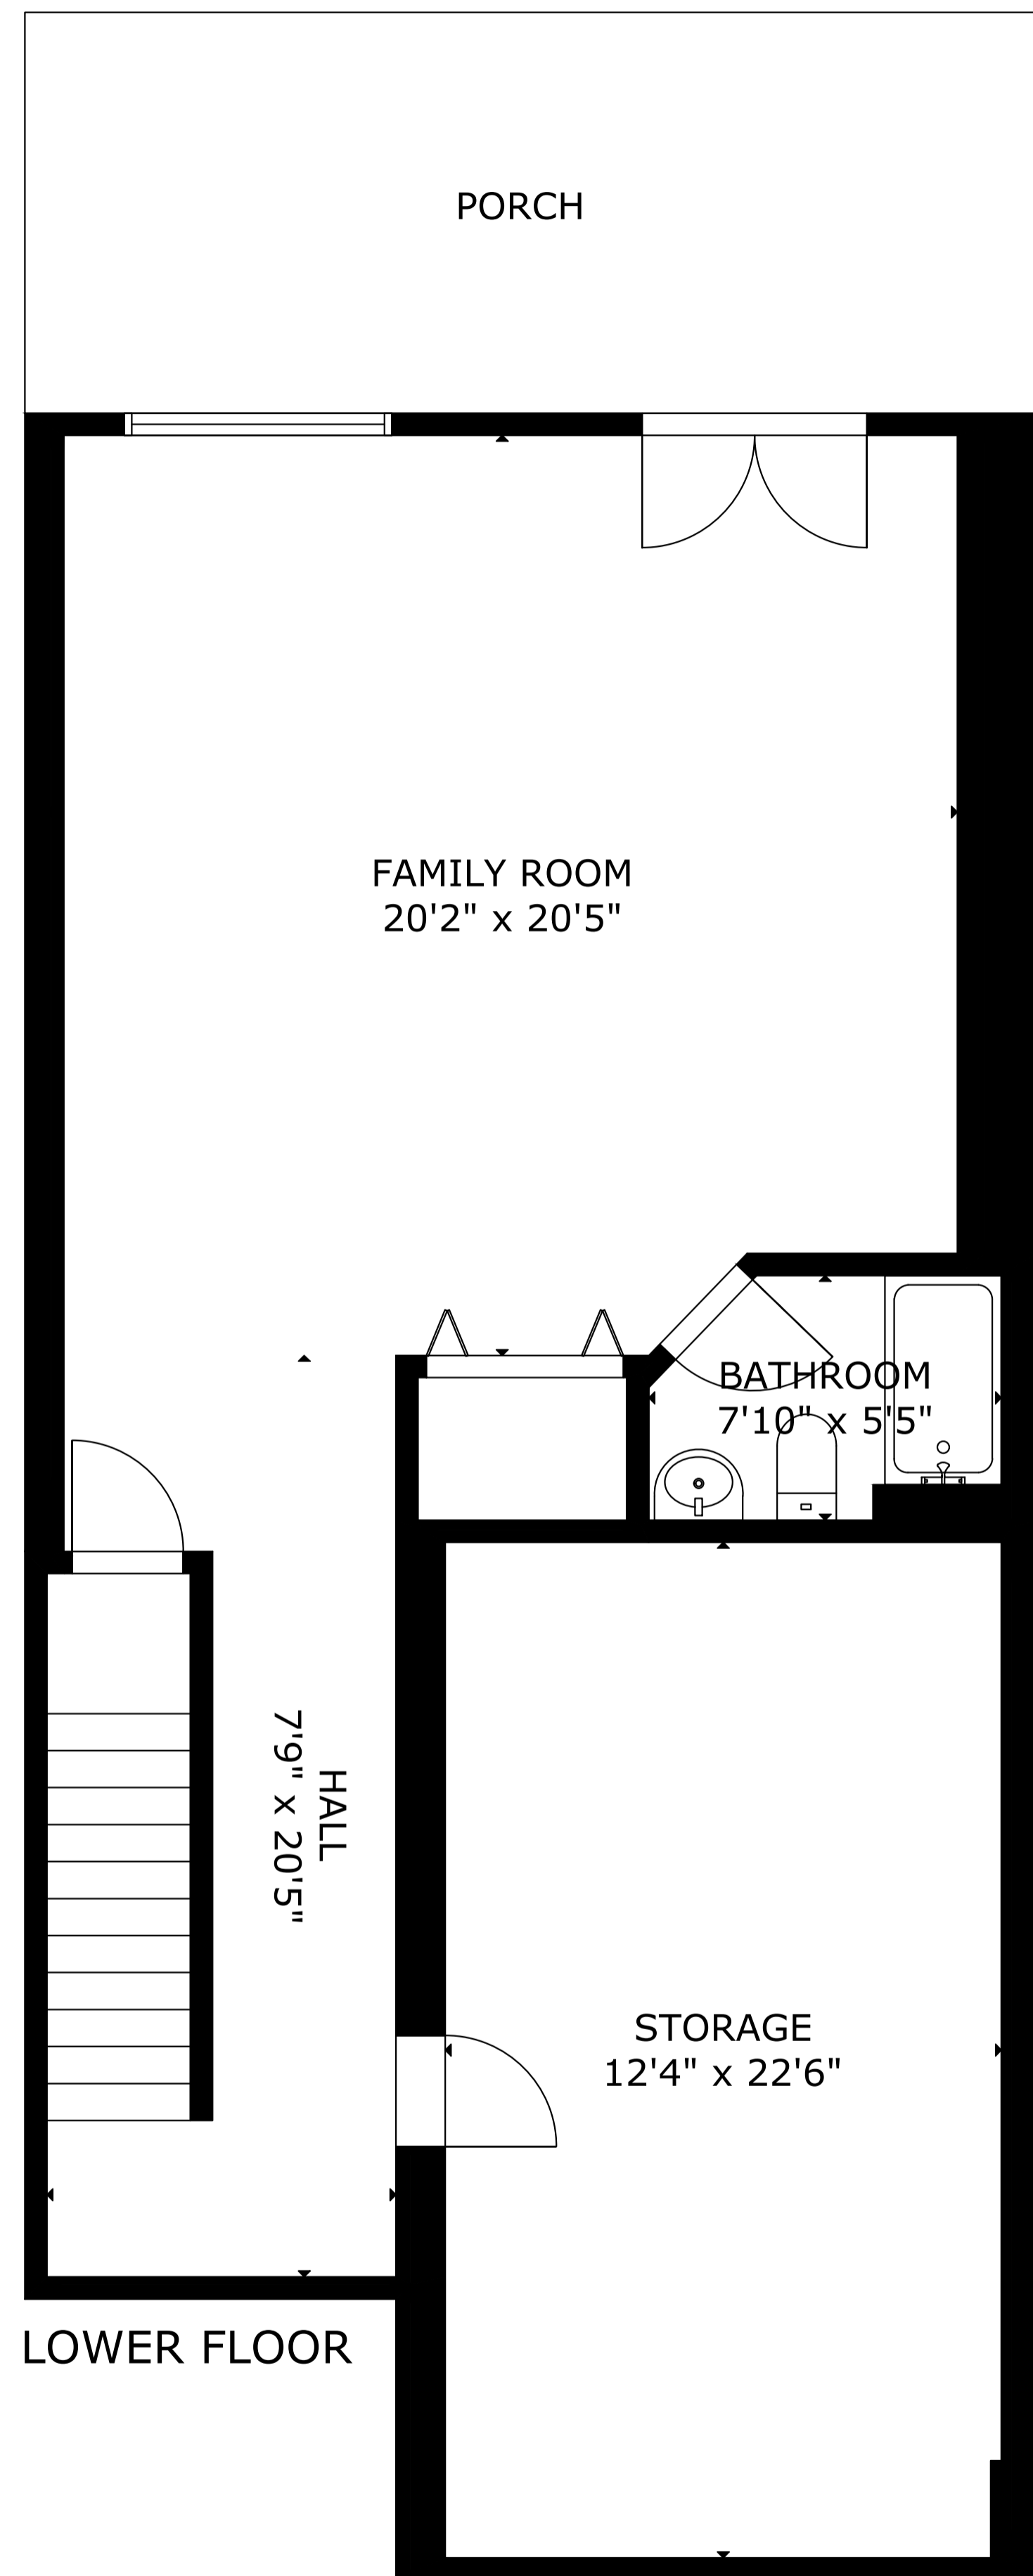 PORCH
FAMILY ROOM
20'2" x 20'5"
BATHROOM
7'10" x 5'5"
HALL
7'9" x 20'5"
STORAGE
12'4" x 22'6"
LOWER FLOOR